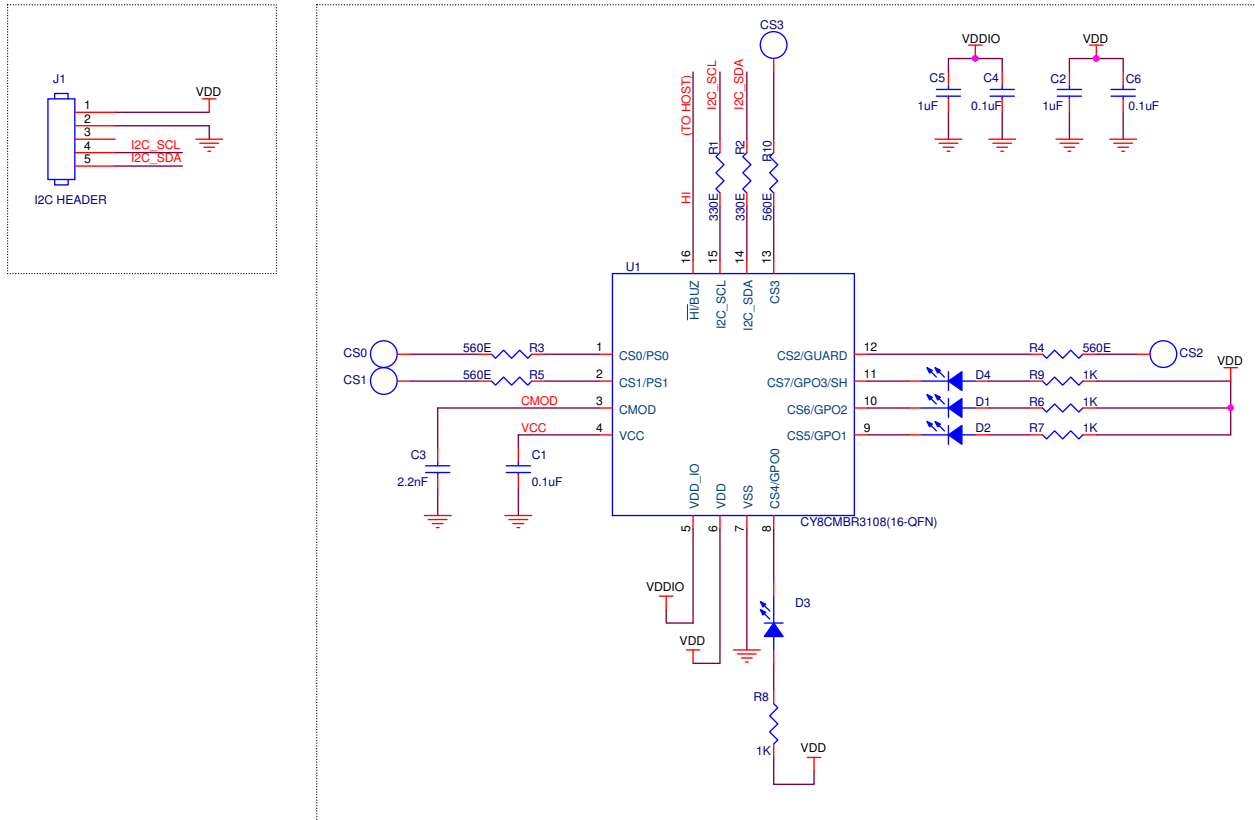 J1
1
2
3
4
5
VDD
I2C_SCL
I2C_SDA
I2C HEADER
CS3
VDDIO
VDD
C5
1uF
C4
0.1uF
C2
1uF
C6
0.1uF
(TO HOST)
HI
I2C_SCL
I2C_SDA
R1
330E
R2
330E
R10
560E
16
15
14
13
U1
HI/BUZ
I2C_SCL
I2C_SDA
CS3
CS0
560E
R3
1
CS0/PS0
CS1
560E
R5
2
CS1/PS1
CMOD
3
CMOD
VCC
4
VCC
C3
2.2nF
C1
0.1uF
CS2/GUARD
12
R4
560E
CS2
VDD
CS7/GPO3/SH
11
D4
R9
1K
CS6/GPO2
10
D1
R6
1K
CS5/GPO1
9
D2
R7
1K
VDD_IO
VDD
VSS
CS4/GPO0
5
6
7
8
CY8CMBR3108(16-QFN)
VDDIO
VDD
D3
R8
1K
VDD